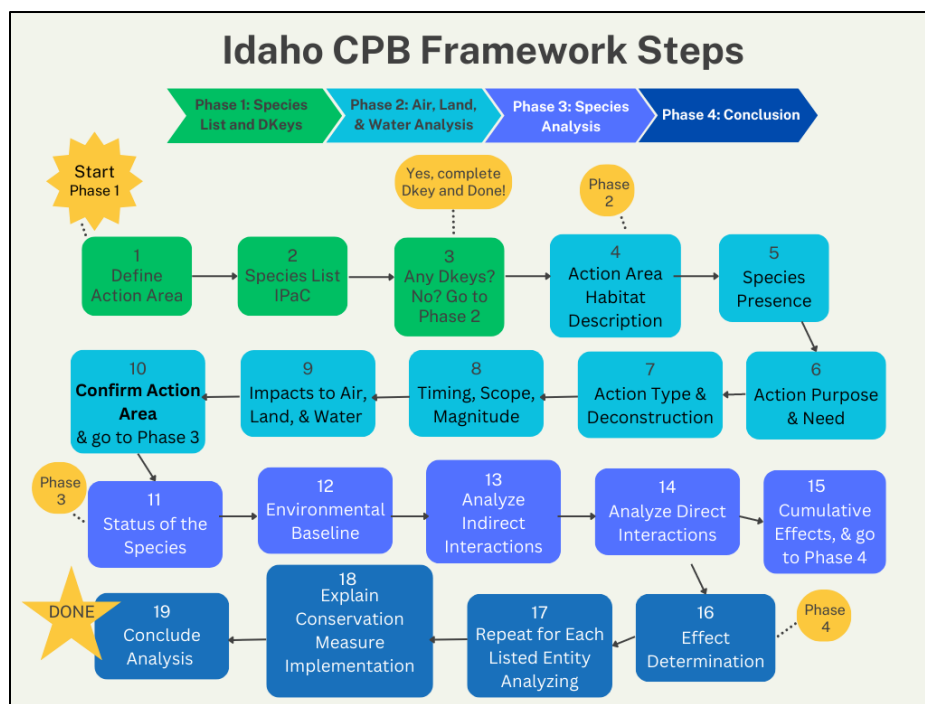 Idaho CPB Framework Steps
Phase 1: Species
List and DKeys
Phase 2: Air, Land,
& Water Analysis
Phase 3: Species
Analysis
Phase 4: Conclusion
Start
Phase 1
Yes, complete
Dkey and Done!
Phase
2
1
Define
Action Area
2
Species List
IPaC
3
Any Dkeys?
No? Go to
Phase 2
4
Action Area
Habitat
Description
5
Species
Presence
10
Confirm Action
Area
& go to Phase 3
9
Impacts to Air,
Land, & Water
8
Timing, Scope,
Magnitude
7
Action Type &
Deconstruction
6
Action Purpose
& Need
Phase
3
11
Status of the
Species
12
Environmental
Baseline
13
Analyze
Indirect
Interactions
14
Analyze Direct
Interactions
15
Cumulative
Effects, & go
to Phase 4
DONE
19
Conclude
Analysis
18
Explain
Conservation
Measure
Implementation
17
Repeat for Each
Listed Entity
Analyzing
16
Effect
Determination
Phase
4